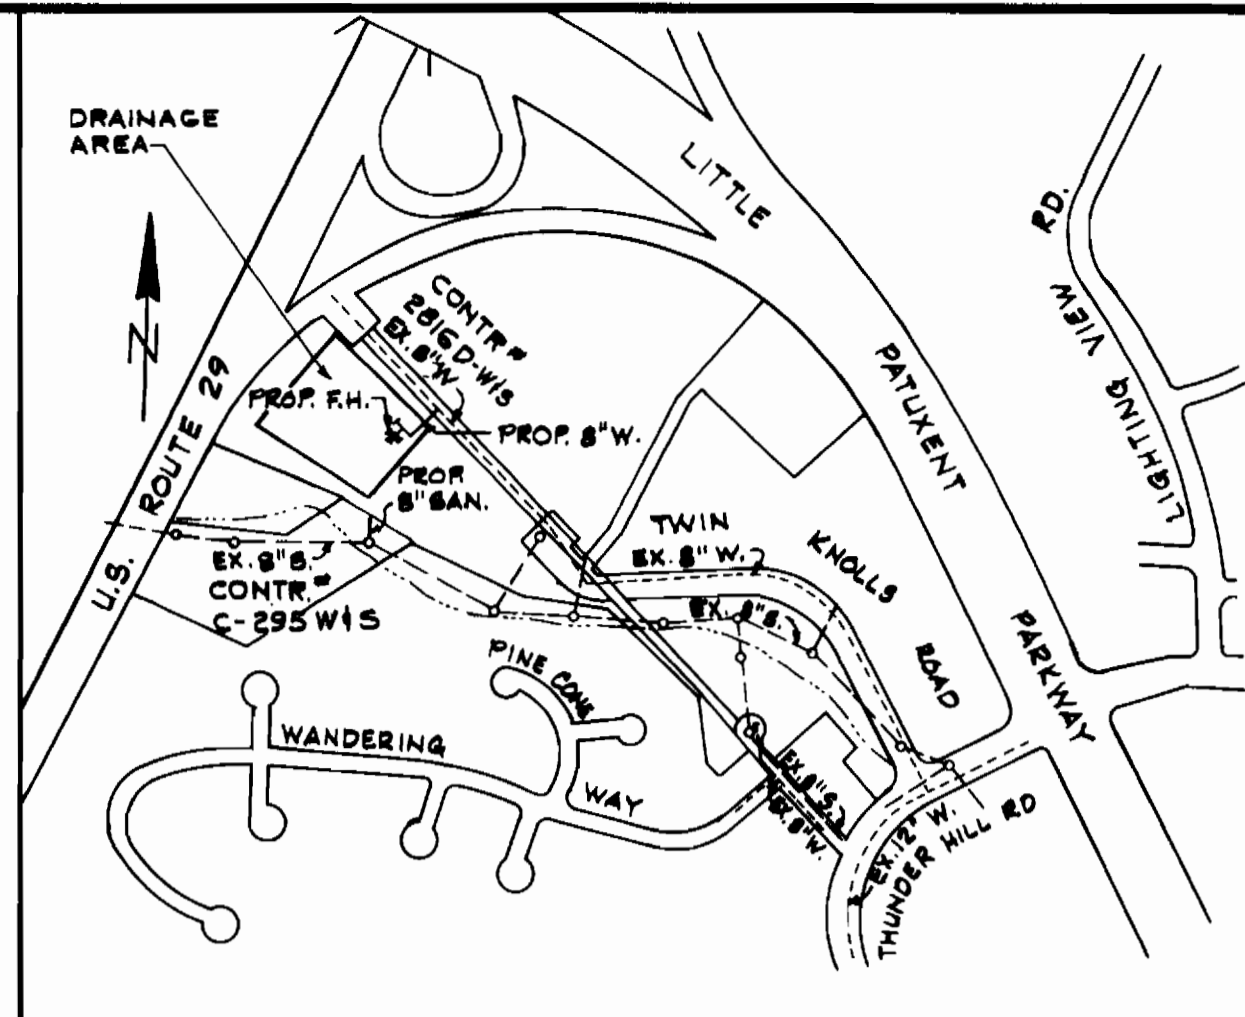 DRAINAGE
AREA
N
U.S. ROUTE 29
LITTLE
PATUXENT
PARKWAY
LIGHTING VIEW RD.
CONTR #
2816 D-W/S
EX. 8" W
PROP. F.H.
PROP. 8" W.
PROP
8" SAN.
EX. 8" S.
CONTR. #
C-295 W&S
TWIN
KNOLLS
ROAD
EX. 8" W.
EX. 8" S.
PINE CONE
WANDERING
WAY
EX. 8" S.
EX. 8" W.
EX. 12" W.
THUNDER HILL RD